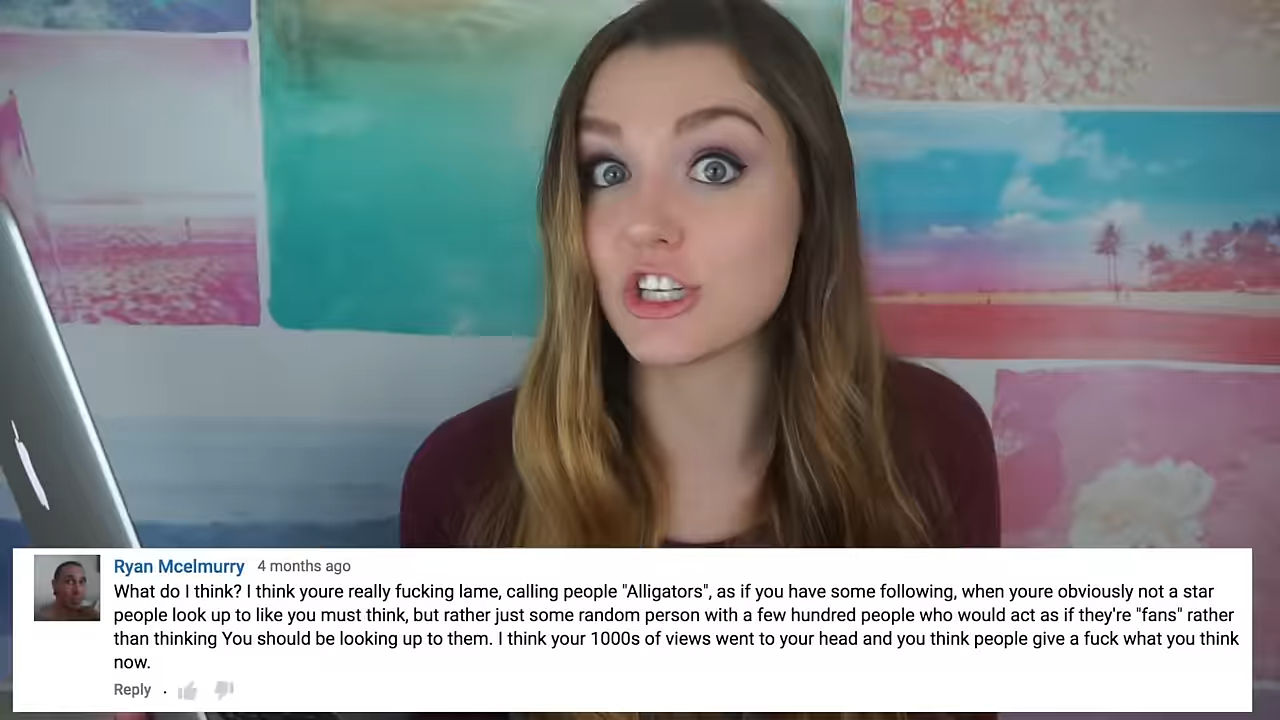 Ryan Mcelmurry 4 months ago
What do I think? I think youre really fucking lame, calling people "Alligators", as if you have some following, when youre obviously not a star
people look up to like you must think, but rather just some random person with a few hundred people who would act as if they're "fans" rather
than thinking You should be looking up to them. I think your 1000s of views went to your head and you think people give a fuck what you think
now.
Reply .